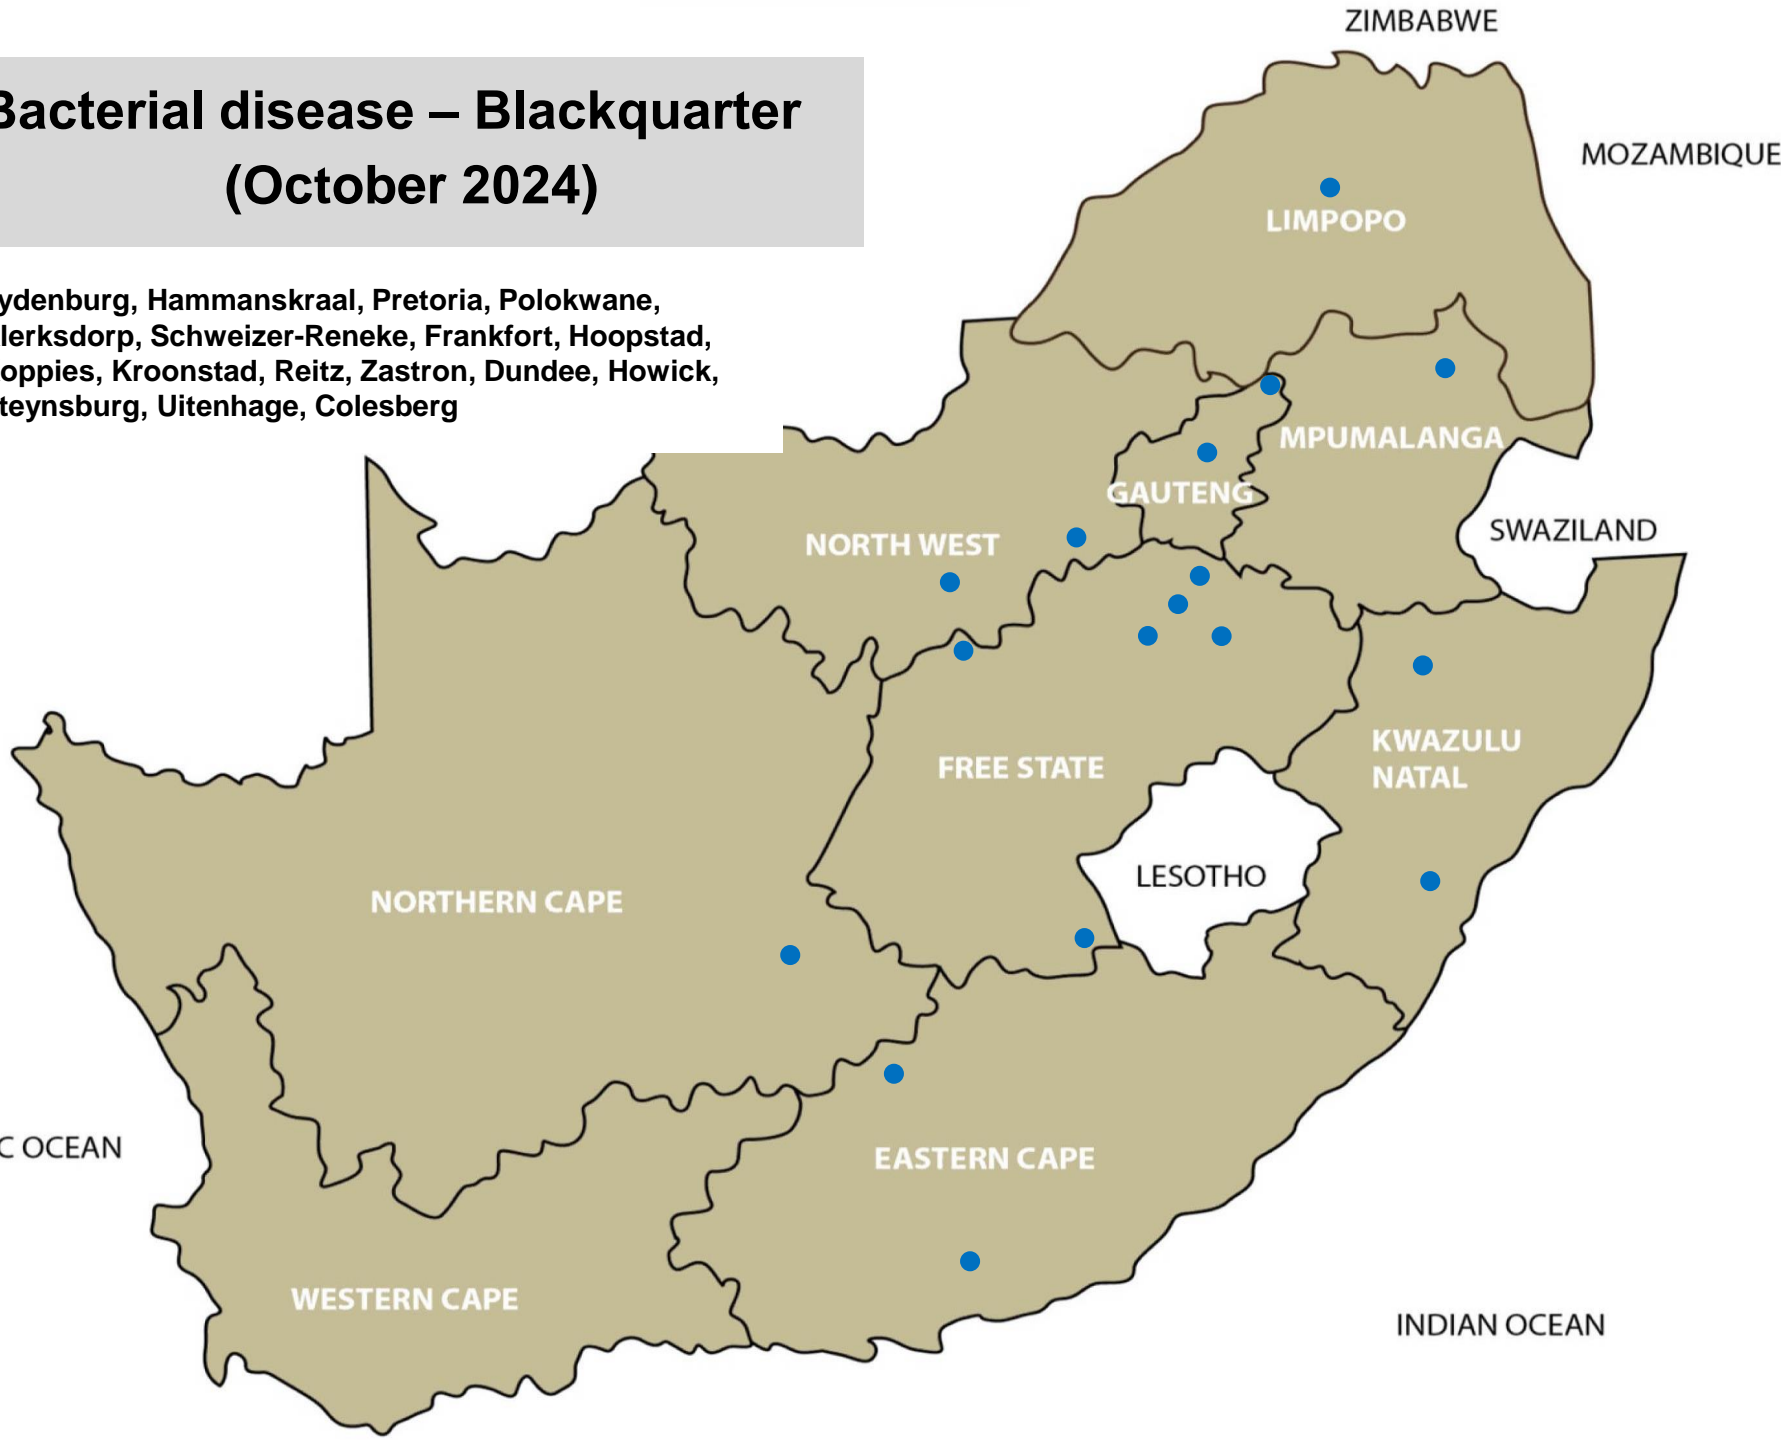 ZIMBABWE
Bacterial disease – Blackquarter
(October 2024)
MOZAMBIQUE
LIMPOPO
ydenburg, Hammanskraal, Pretoria, Polokwane,
lerksdorp, Schweizer-Reneke, Frankfort, Hoopstad,
oppies, Kroonstad, Reitz, Zastron, Dundee, Howick,
teynsburg, Uitenhage, Colesberg
MPUMALANGA
GAUTENG
SWAZILAND
NORTH WEST
KWAZULU
NATAL
FREE STATE
LESOTHO
NORTHERN CAPE
C OCEAN
EASTERN CAPE
WESTERN CAPE
INDIAN OCEAN